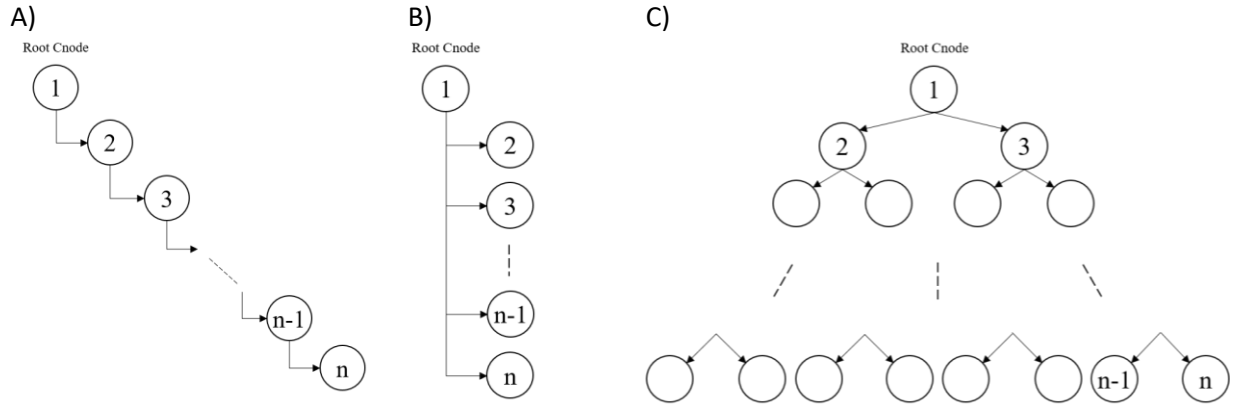 A)
Root Cnode
1
2
3
n-1
n
B)
Root Cnode
1
2
3
n-1
n
C)
Root Cnode
1
2 3
n-1 n